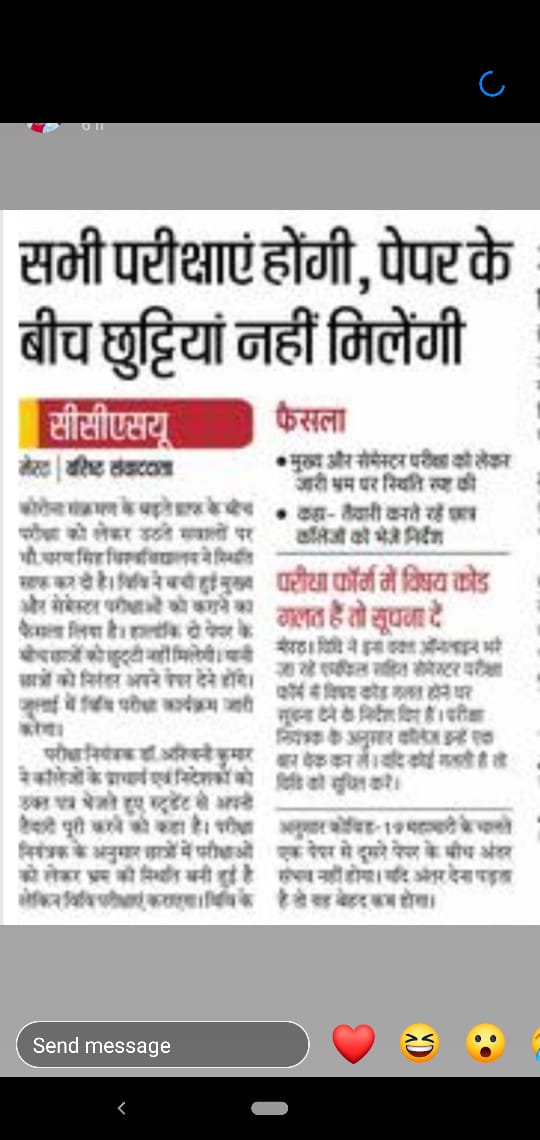 सभी परीक्षाएं होंगी, पेपर के
बीच छुट्टियां नहीं मिलेंगी
सीसीएसयू
मेरठ | वरिष्ठ संवाददाता
कोरोना संक्रमण के बढ़ते ग्राफ के बीच
परीक्षा को लेकर उठते सवालों पर
चौ. चरण सिंह विश्वविद्यालय ने स्थिति
साफ कर दी है। विवि ने बची हुई मुख्य
और सेमेस्टर परीक्षाओं को कराने का
फैसला लिया है। हालांकि दो पेपर के
बीच छात्रों को छुट्टी नहीं मिलेगी। यानी
छात्रों को निरंतर अपने पेपर देने होंगे।
जुलाई में विवि परीक्षा कार्यक्रम जारी
करेगा।
परीक्षा नियंत्रक डॉ. अश्विनी कुमार
ने कॉलेजों के प्राचार्य एवं निदेशकों को
उक्त पत्र भेजते हुए स्टूडेंट से अपनी
तैयारी पूरी करने को कहा है। परीक्षा
नियंत्रक के अनुसार छात्रों में परीक्षाओं
को लेकर भ्रम की स्थिति बनी हुई है
लेकिन विवि परीक्षाएं कराएगा। विवि के
फैसला
● मुख्य और सेमेस्टर परीक्षा को लेकर
जारी भ्रम पर स्थिति स्पष्ट की
● कहा- तैयारी करते रहें छात्र
कॉलेजों को भेजे निर्देश
परीक्षा फॉर्म में विषय कोड
गलत हैं तो सूचना दें
मेरठ। विवि ने इस वक्त ऑनलाइन भरे
जा रहे एमफिल सहित सेमेस्टर परीक्षा
फॉर्म में विषय कोड गलत होने पर
सूचना देने के निर्देश दिए हैं। परीक्षा
नियंत्रक के अनुसार कॉलेज इन्हें एक
बार चेक कर लें। यदि कोई गलती है तो
विवि को सूचित करें।
अनुसार कोविड-19 महामारी के चलते
एक पेपर से दूसरे पेपर के बीच अंतर
संभव नहीं होगा। यदि अंतर देना पड़ता
है तो यह बेहद कम होगा।
Send message